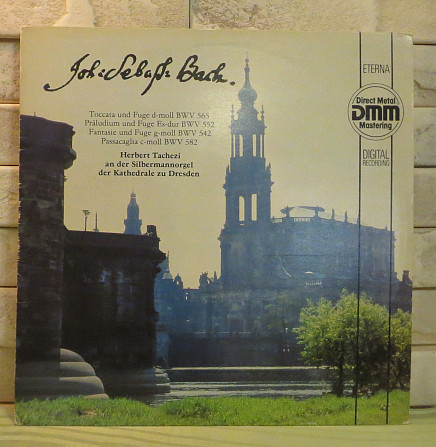 Joh: Sebast: Bach.
Toccata und Fuge d-moll BWV 565
Präludium und Fuge Es-dur BWV 552
Fantasie und Fuge g-moll BWV 542
Passacaglia c-moll BWV 582
Herbert Tachezi
an der Silbermannorgel
der Kathedrale zu Dresden
ETERNA
Direct Metal
DMM
Mastering
DIGITAL
RECORDING